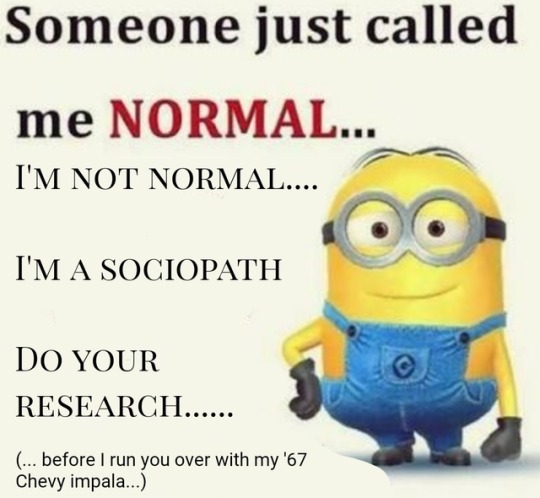 Someone just called
me NORMAL...
I'M NOT NORMAL....
I'M A SOCIOPATH
DO YOUR
RESEARCH......
(... before I run you over with my '67
Chevy impala...)